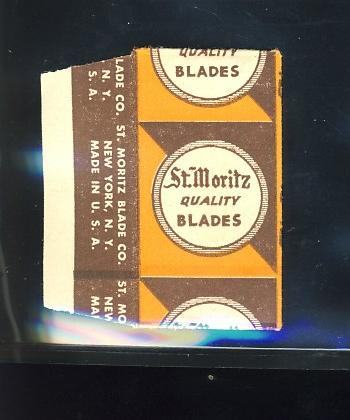 QUALITY
BLADES
St. Moritz
QUALITY
BLADES
LADE CO. ST. MORITZ BLADE CO. ST. MO
N. Y. NEW YORK, N. Y. NEW
S. A. MADE IN U. S. A. MA